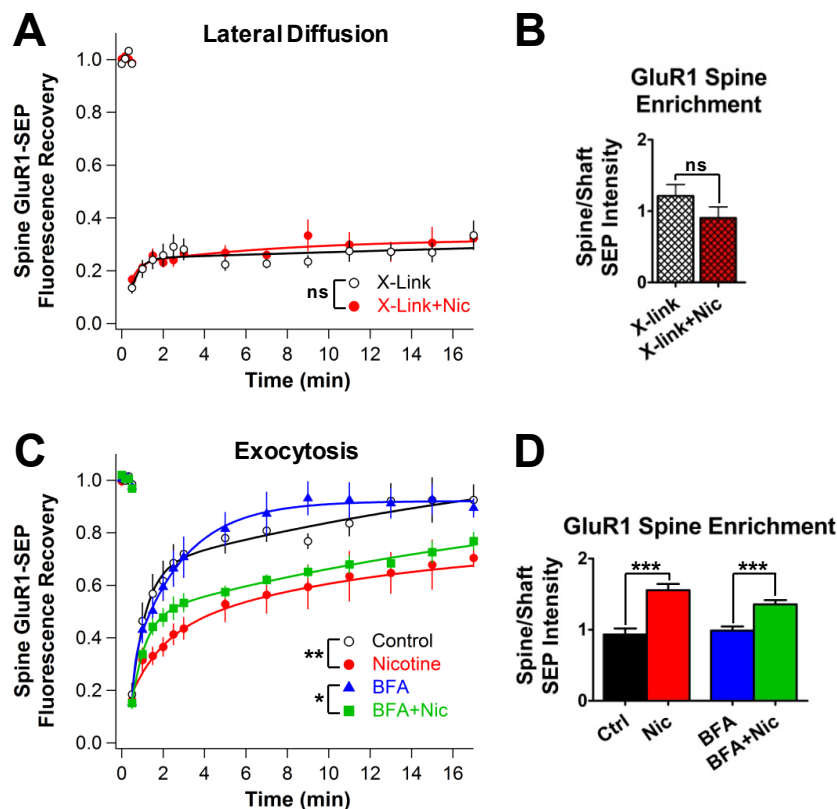 A
Lateral Diffusion
Spine GluR1-SEP
Fluorescence Recovery
1.0
0.8
0.6
0.4
0.2
0.0
ns
X-Link
X-Link+Nic
0
2
4
6
8
10
12
14
16
Time (min)
B
GluR1 Spine
Enrichment
Spine/Shaft
SEP Intensity
2
1
0
ns
X-link
X-link+Nic
C
Exocytosis
Spine GluR1-SEP
Fluorescence Recovery
1.0
0.8
0.6
0.4
0.2
0.0
**
Control
Nicotine
*
BFA
BFA+Nic
0
2
4
6
8
10
12
14
16
Time (min)
D
GluR1 Spine Enrichment
Spine/Shaft
SEP Intensity
2
1
0
***
***
Ctrl
Nic
BFA
BFA+Nic